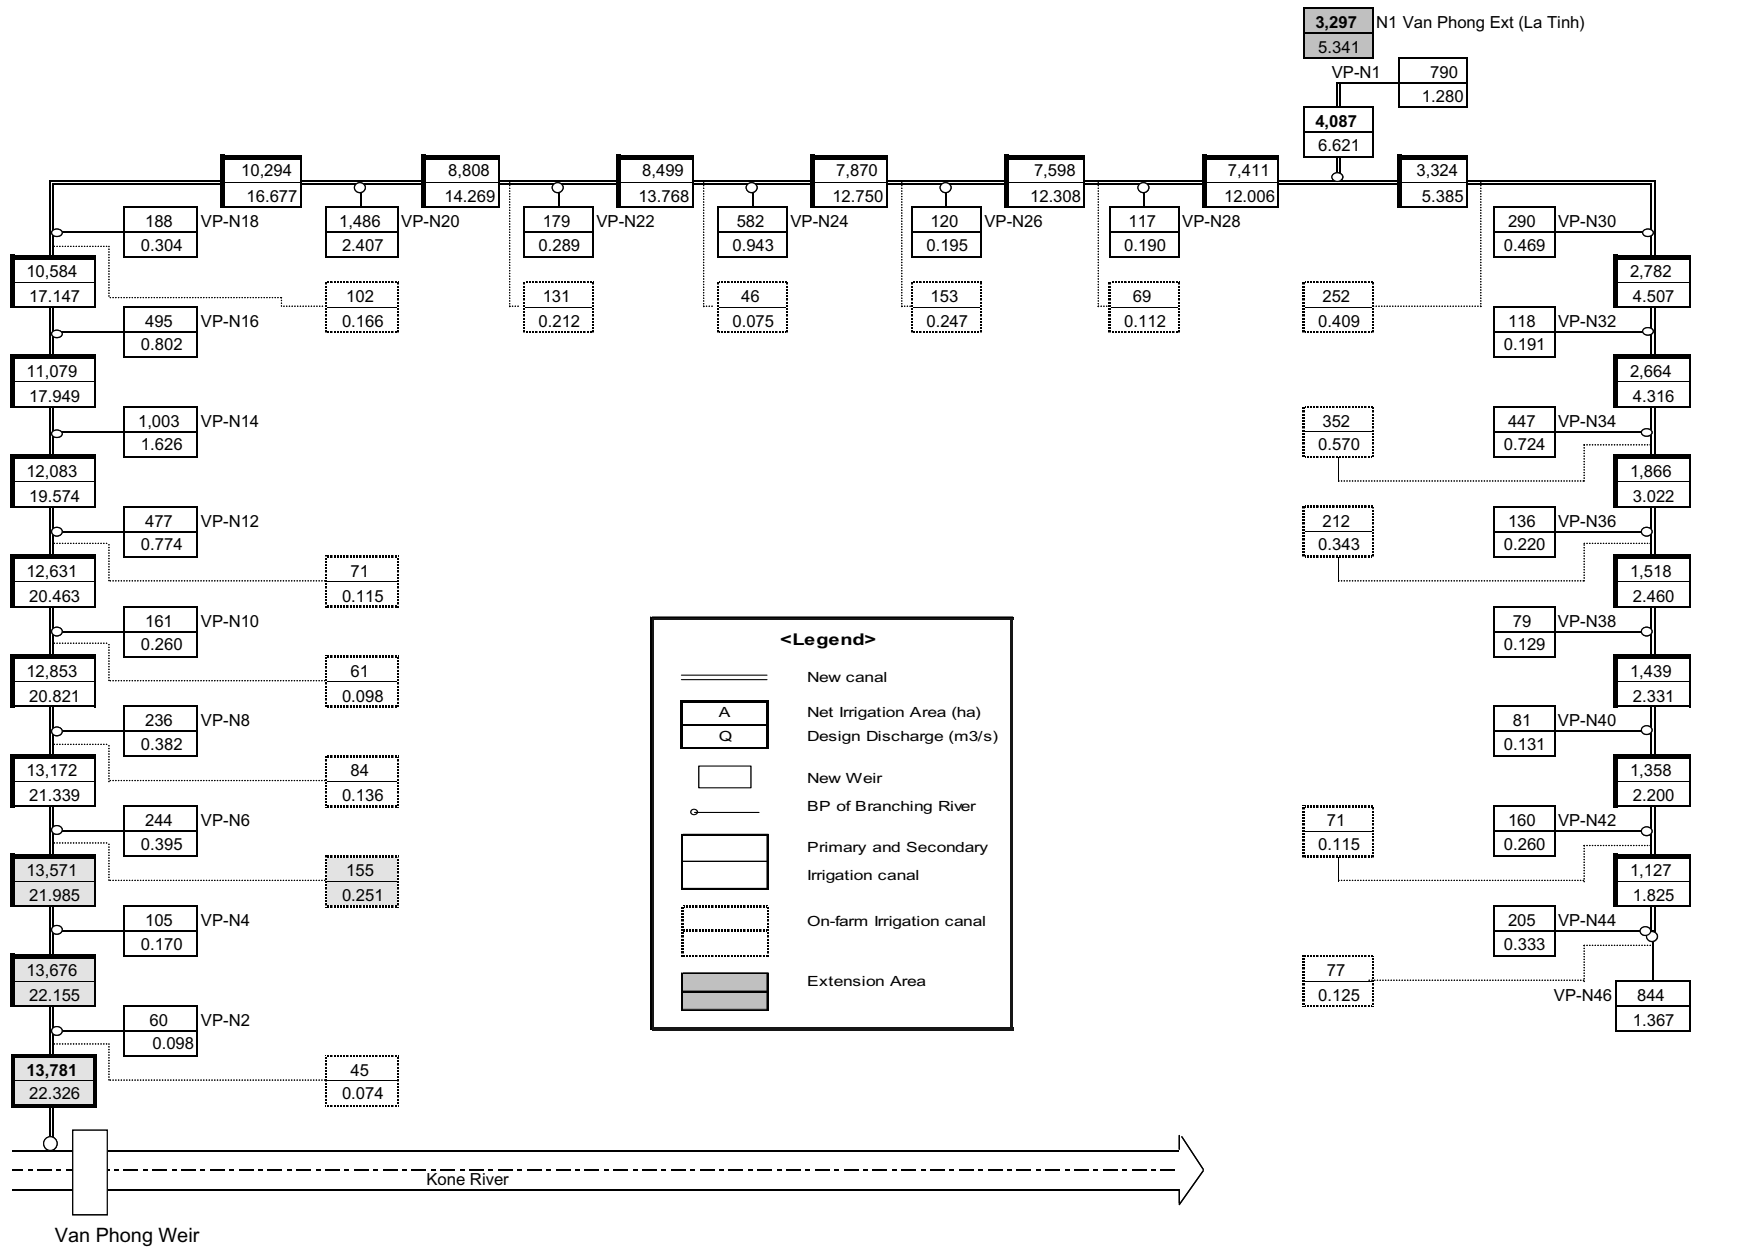 3,297 N1 Van Phong Ext (La Tinh)
5.341
VP-N1 790
1.280
4,087
6.621
10,294 8,808 8,499 7,870 7,598 7,411 3,324
16.677 14.269 13.768 12.750 12.308 12.006 5.385
188 VP-N18 1,486 VP-N20 179 VP-N22 582 VP-N24 120 VP-N26 117 VP-N28 290 VP-N30
0.304 2.407 0.289 0.943 0.195 0.190 0.469
10,584 2,782
17.147 102 131 46 153 69 252 4.507
0.166 0.212 0.075 0.247 0.112 0.409
495 VP-N16 118 VP-N32
0.802 0.191
11,079 2,664
17.949 4.316
1,003 VP-N14 352 447 VP-N34
1.626 0.570 0.724
12,083 1,866
19.574 3.022
477 VP-N12 212 136 VP-N36
0.774 0.343 0.220
12,631 71 1,518
20.463 0.115 2.460
161 VP-N10 79 VP-N38
0.260 0.129
12,853 61 1,439
20.821 0.098 2.331
236 VP-N8 81 VP-N40
0.382 0.131
13,172 84 1,358
21.339 0.136 2.200
244 VP-N6 71 160 VP-N42
0.395 0.115 0.260
13,571 155 1,127
21.985 0.251 1.825
105 VP-N4 205 VP-N44
0.170 0.333
13,676 77
22.155 0.125 VP-N46 844
1.367
60 VP-N2
0.098
13,781 45
22.326 0.074
<Legend>
New canal
A Net Irrigation Area (ha)
Q Design Discharge (m3/s)
New Weir
BP of Branching River
Primary and Secondary
Irrigation canal
On-farm Irrigation canal
Extension Area
Kone River
Van Phong Weir